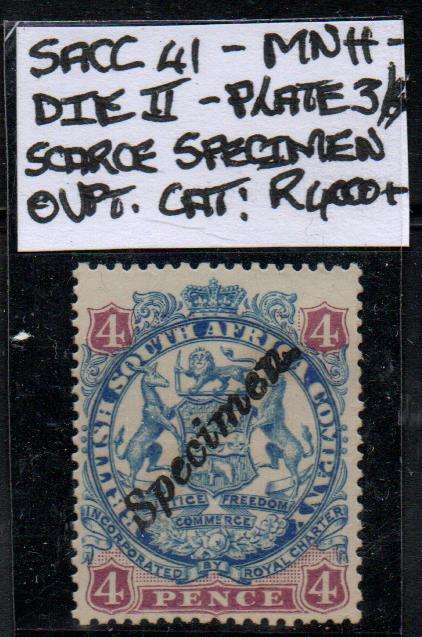 SACC 41 - MNH -
DIE II - PLATE 3/
SCARCE SPECIMEN
OVPT. CAT: R4000+
4 4
BRITISH SOUTH AFRICA COMPANY
Specimen
JUSTICE FREEDOM
COMMERCE
INCORPORATED BY ROYAL CHARTER
4 PENCE 4